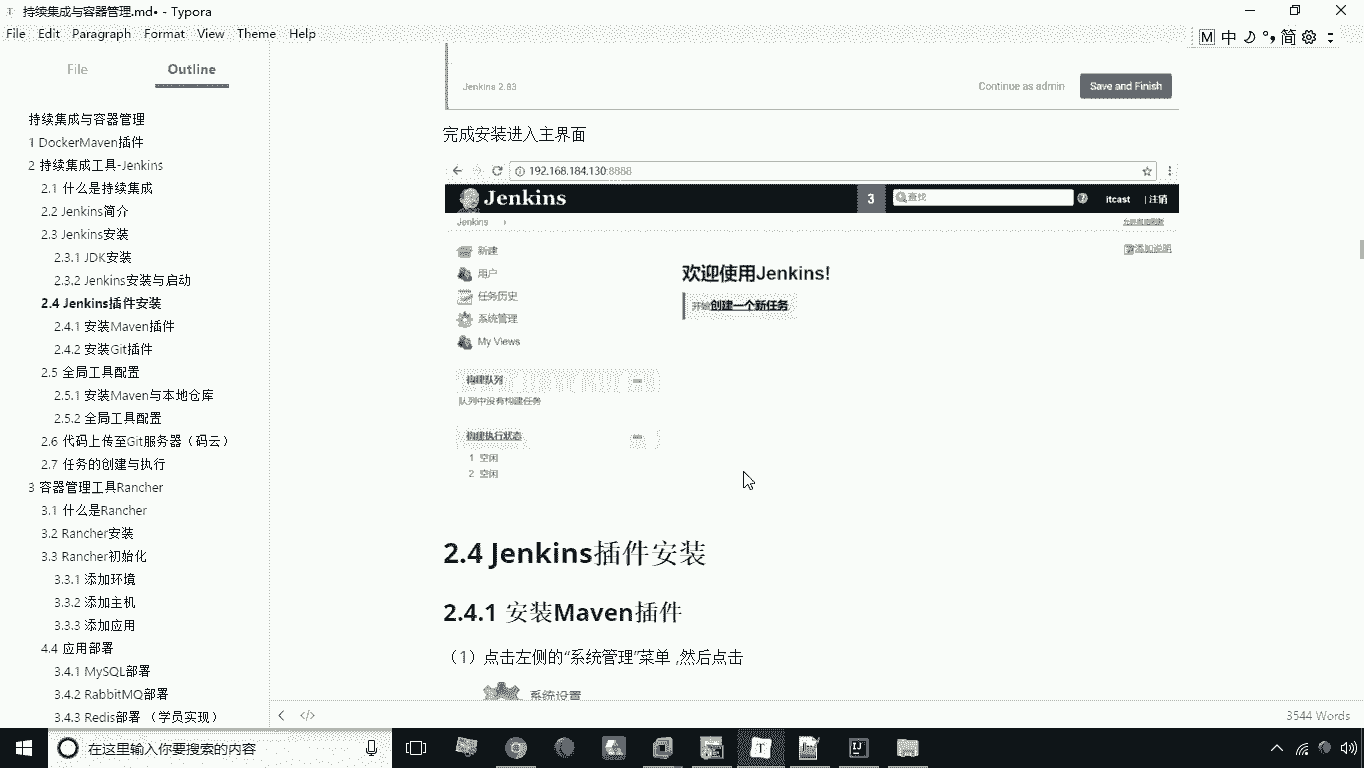 持续集成与容器管理.md• - Typora
File Edit Paragraph Format View Theme Help
M 中 简
File Outline
持续集成与容器管理
1 DockerMaven插件
2 持续集成工具-Jenkins
2.1 什么是持续集成
2.2 Jenkins简介
2.3 Jenkins安装
2.3.1 JDK安装
2.3.2 Jenkins安装与启动
2.4 Jenkins插件安装
2.4.1 安装Maven插件
2.4.2 安装Git插件
2.5 全局工具配置
2.5.1 安装Maven与本地仓库
2.5.2 全局工具配置
2.6 代码上传至Git服务器（码云）
2.7 任务的创建与执行
3 容器管理工具Rancher
3.1 什么是Rancher
3.2 Rancher安装
3.3 Rancher初始化
3.3.1 添加环境
3.3.2 添加主机
3.3.3 添加应用
4.4 应用部署
3.4.1 MySQL部署
3.4.2 RabbitMQ部署
3.4.3 Redis部署 （学员实现）
Jenkins 2.83
Continue as admin Save and Finish
完成安装进入主界面
192.168.184.130:8888
Jenkins 3 查找 itcast | 注销
Jenkins
新建
用户
任务历史
系统管理
My Views
添加说明
欢迎使用Jenkins!
开始创建一个新任务
构建队列
队列中没有构建任务
构建执行状态
1 空闲
2 空闲
2.4 Jenkins插件安装
2.4.1 安装Maven插件
（1）点击左侧的“系统管理”菜单 ,然后点击
系统设置
3544 Words
在这里输入你要搜索的内容